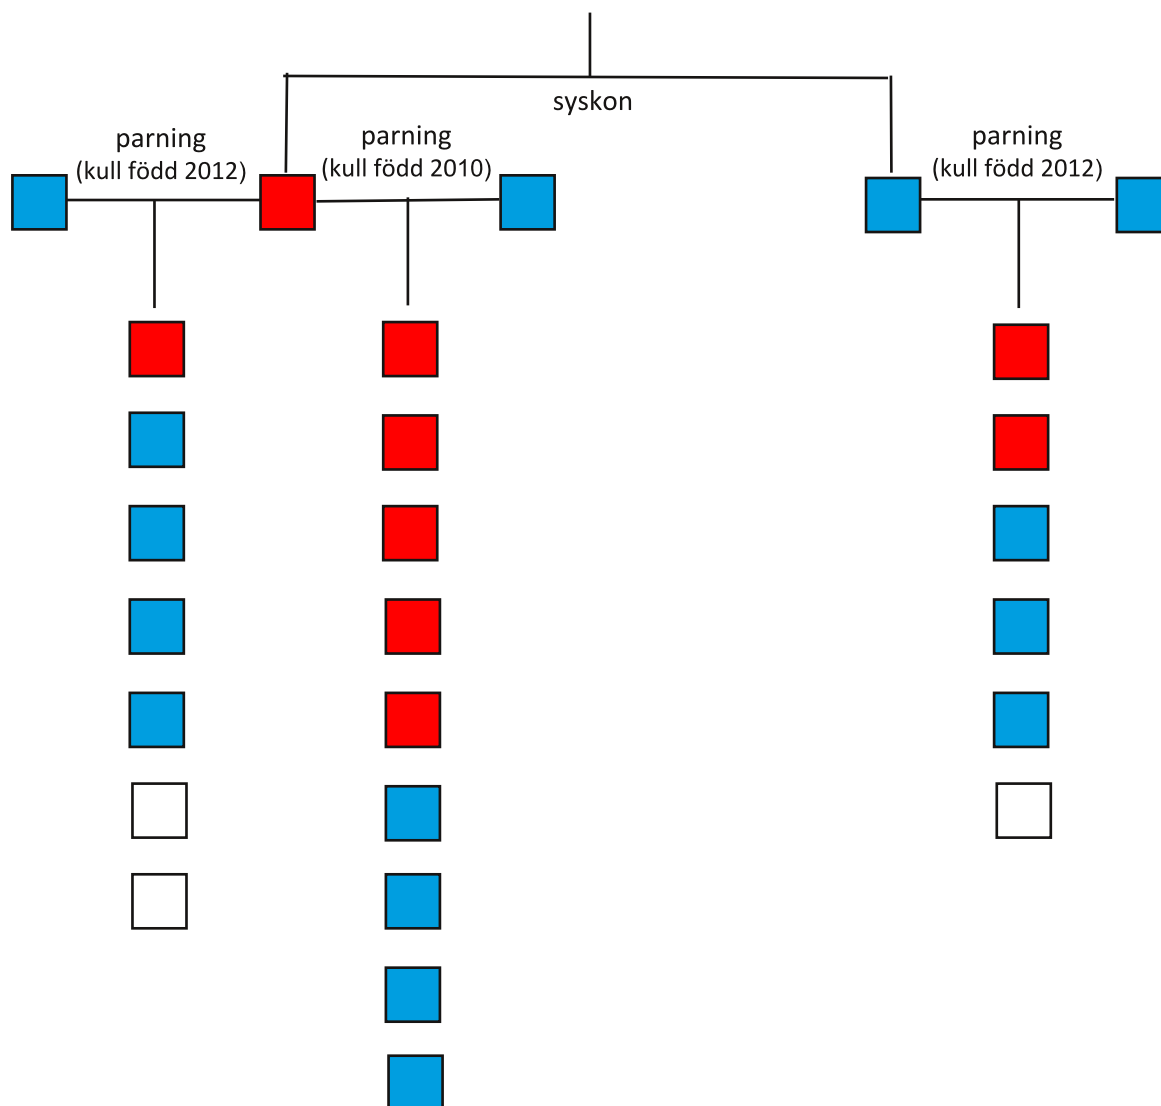 syskon
parning
(kull född 2012)
parning
(kull född 2010)
parning
(kull född 2012)